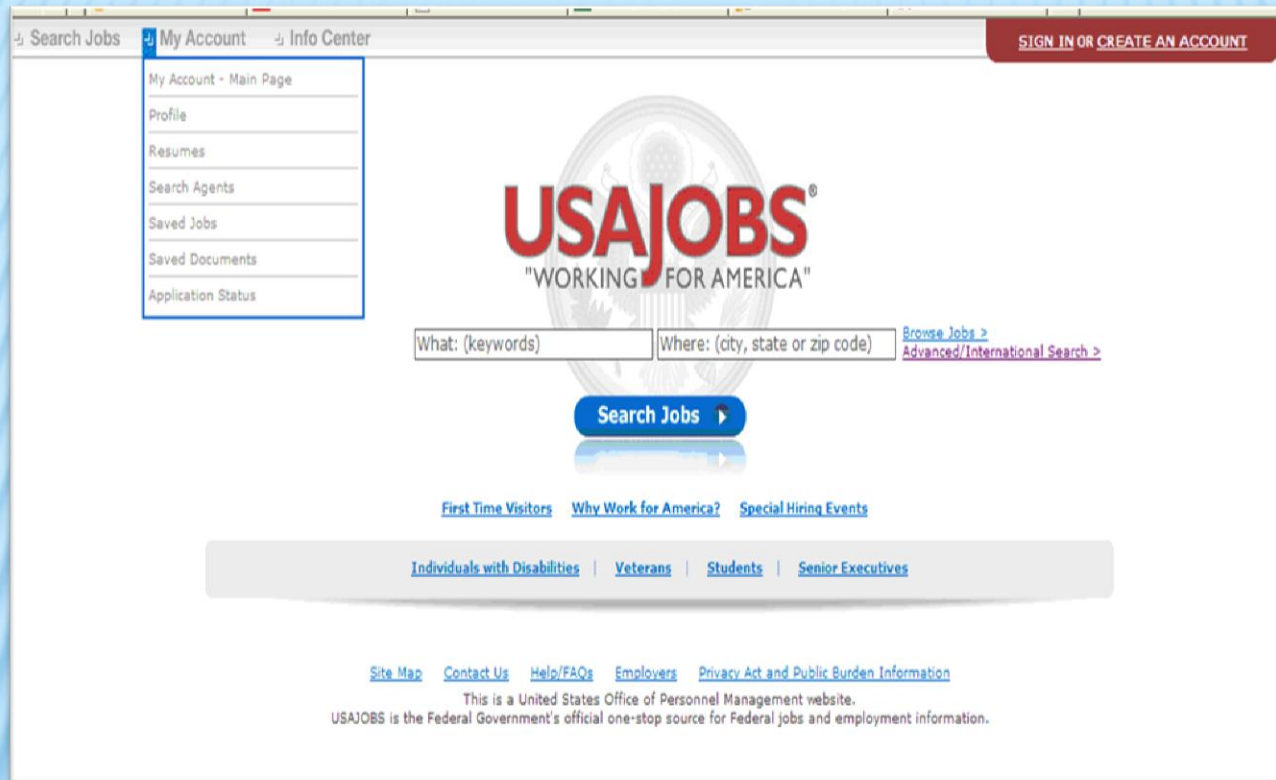 Search Jobs My Account Info Center
SIGN IN OR CREATE AN ACCOUNT
My Account - Main Page
Profile
Resumes
Search Agents
Saved Jobs
Saved Documents
Application Status
USAJOBS®
"WORKING FOR AMERICA"
What: (keywords) Where: (city, state or zip code) Browse Jobs >
Advanced/International Search >
Search Jobs
First Time Visitors Why Work for America? Special Hiring Events
Individuals with Disabilities | Veterans | Students | Senior Executives
Site Map Contact Us Help/FAQs Employers Privacy Act and Public Burden Information
This is a United States Office of Personnel Management website.
USAJOBS is the Federal Government's official one-stop source for Federal jobs and employment information.